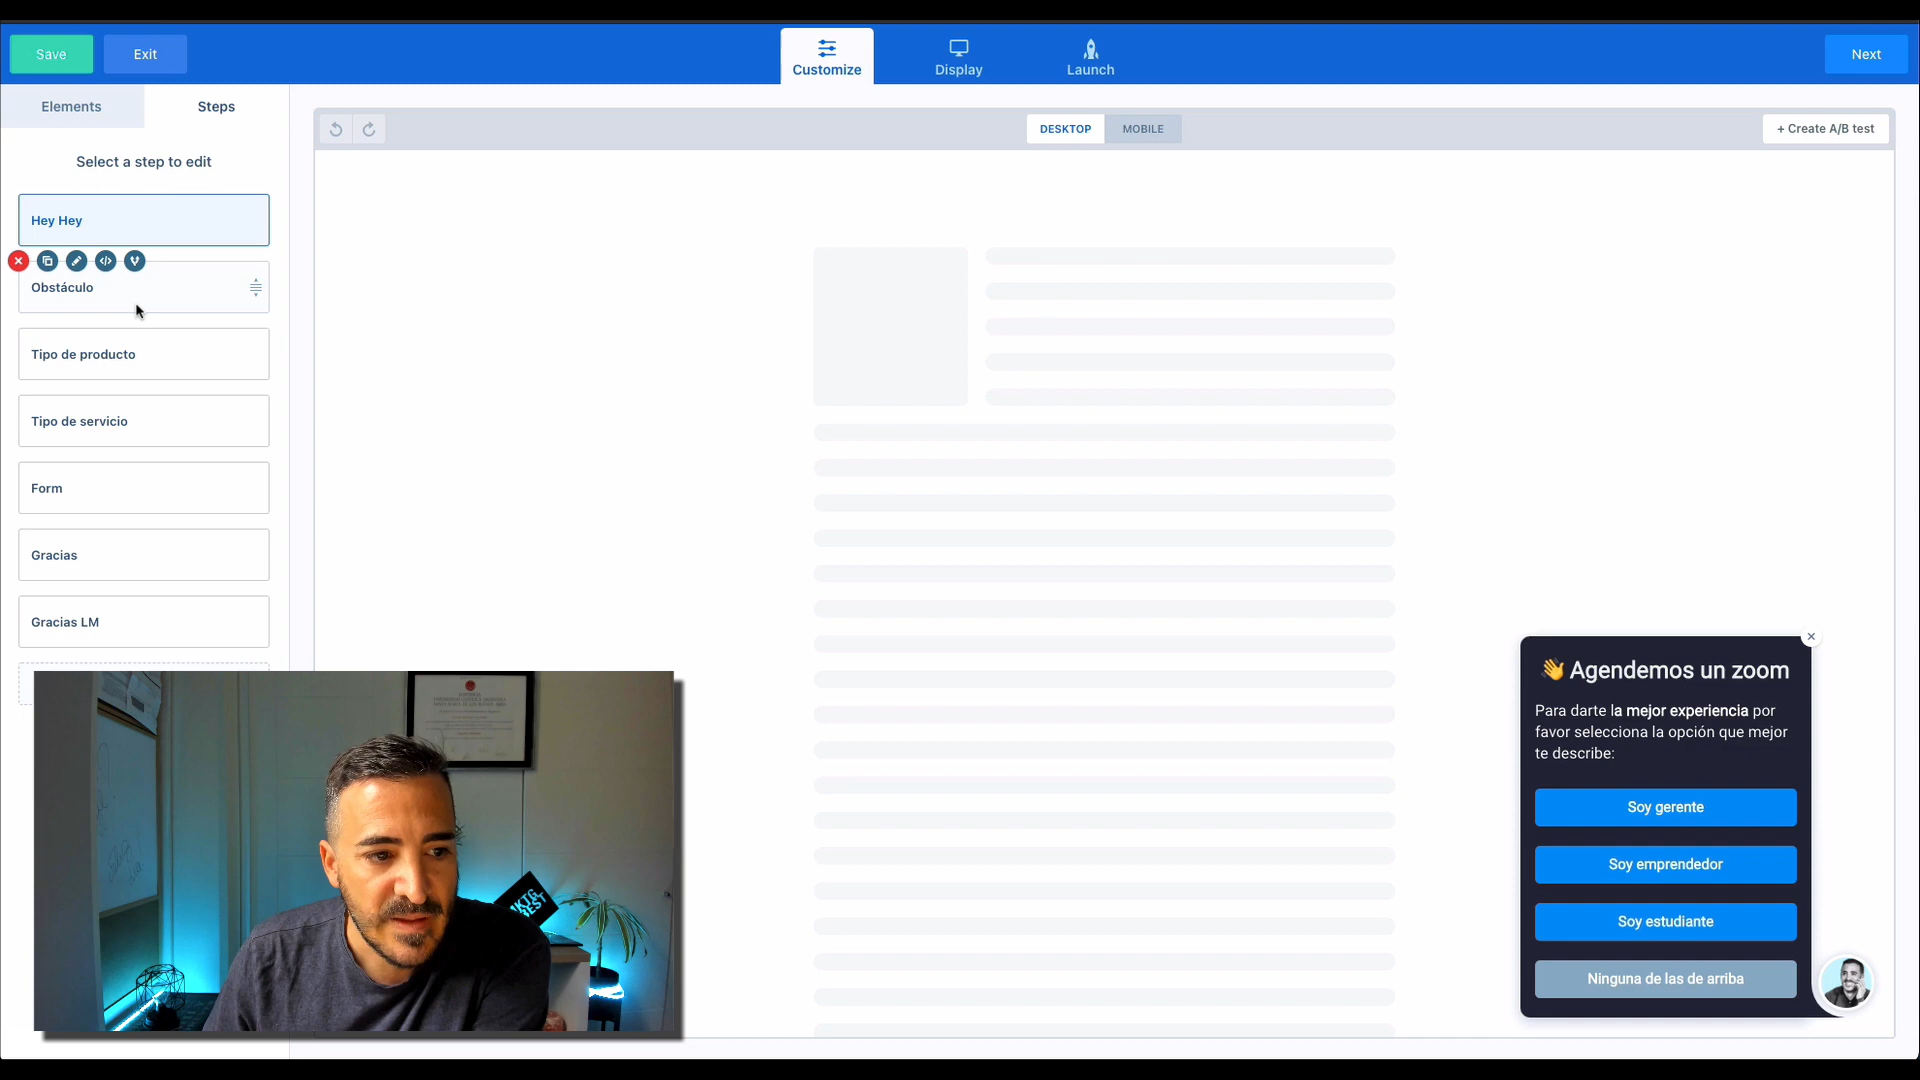 Save
Exit
Customize
Display
Launch
Next
Elements
Steps
Select a step to edit
Hey Hey
Obstáculo
Tipo de producto
Tipo de servicio
Form
Gracias
Gracias LM
DESKTOP
MOBILE
+ Create A/B test
👋 Agendemos un zoom
Para darte la mejor experiencia por
favor selecciona la opción que mejor
te describe:
Soy gerente
Soy emprendedor
Soy estudiante
Ninguna de las de arriba